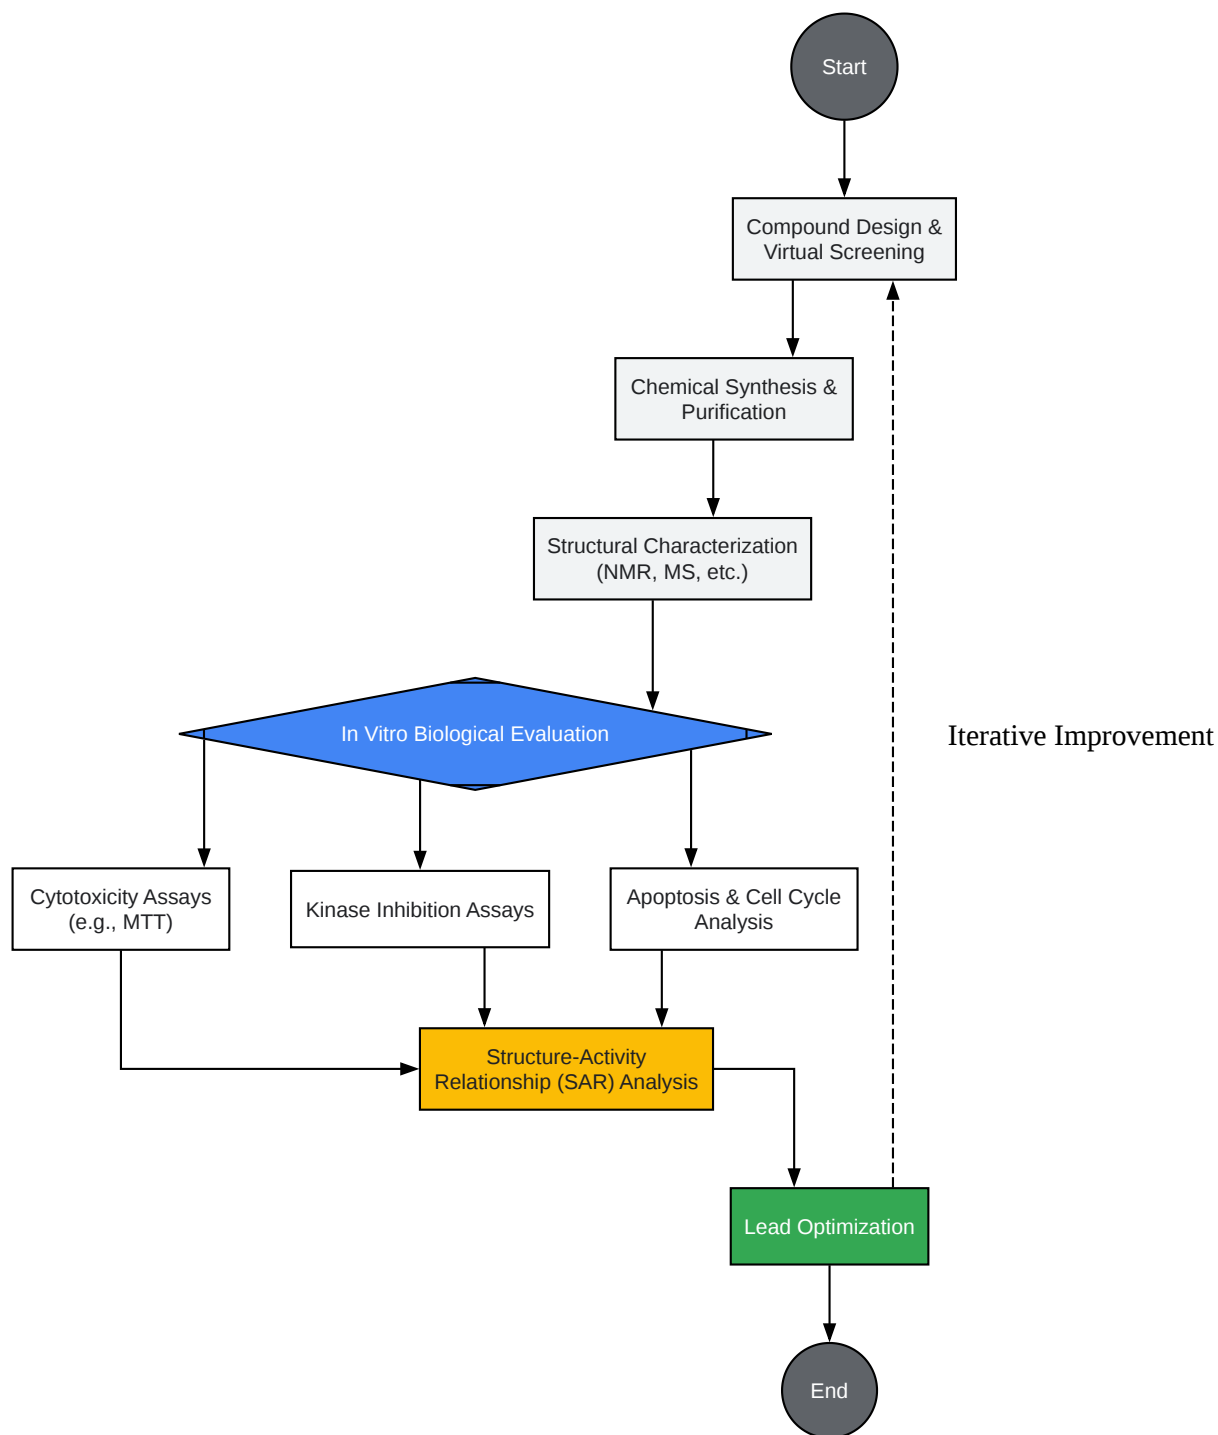 Start
Compound Design &
Virtual Screening
Chemical Synthesis &
Purification
Structural Characterization
(NMR, MS, etc.)
In Vitro Biological Evaluation
Iterative Improvement
Cytotoxicity Assays
(e.g., MTT)
Kinase Inhibition Assays
Apoptosis & Cell Cycle
Analysis
Structure-Activity
Relationship (SAR) Analysis
Lead Optimization
End